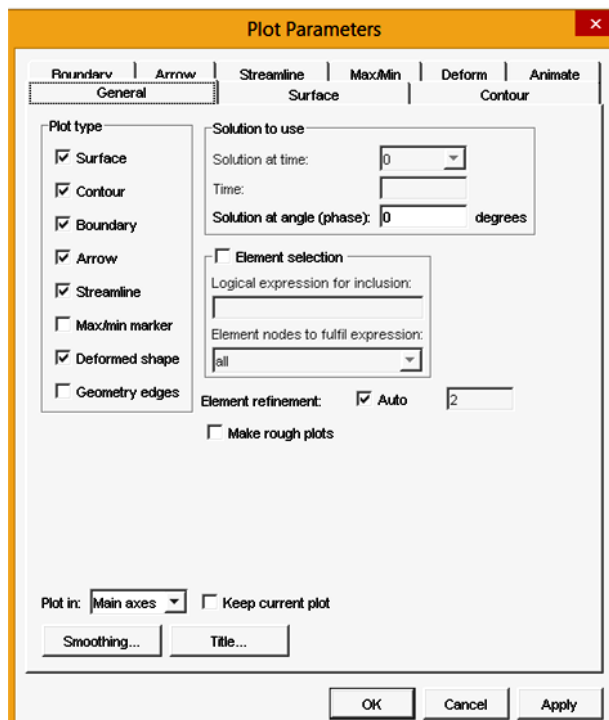 Plot Parameters
Boundary Arrow Streamline Max/Min Deform Animate
General Surface Contour
Plot type
Surface
Contour
Boundary
Arrow
Streamline
Max/min marker
Deformed shape
Geometry edges
Solution to use
Solution at time: 0
Time:
Solution at angle (phase): 0 degrees
Element selection
Logical expression for inclusion:
Element nodes to fulfil expression:
all
Element refinement: Auto 2
Make rough plots
Plot in: Main axes Keep current plot
Smoothing... Title...
OK Cancel Apply